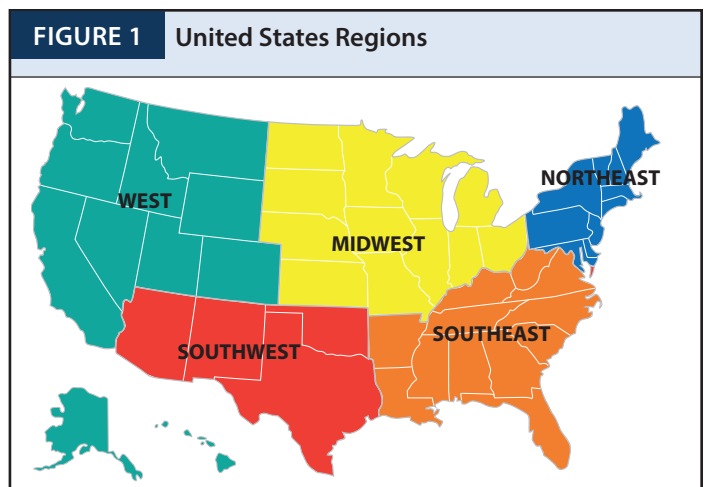 FIGURE 1 United States Regions
NORTHEAST
WEST
MIDWEST
SOUTHEAST
SOUTHWEST